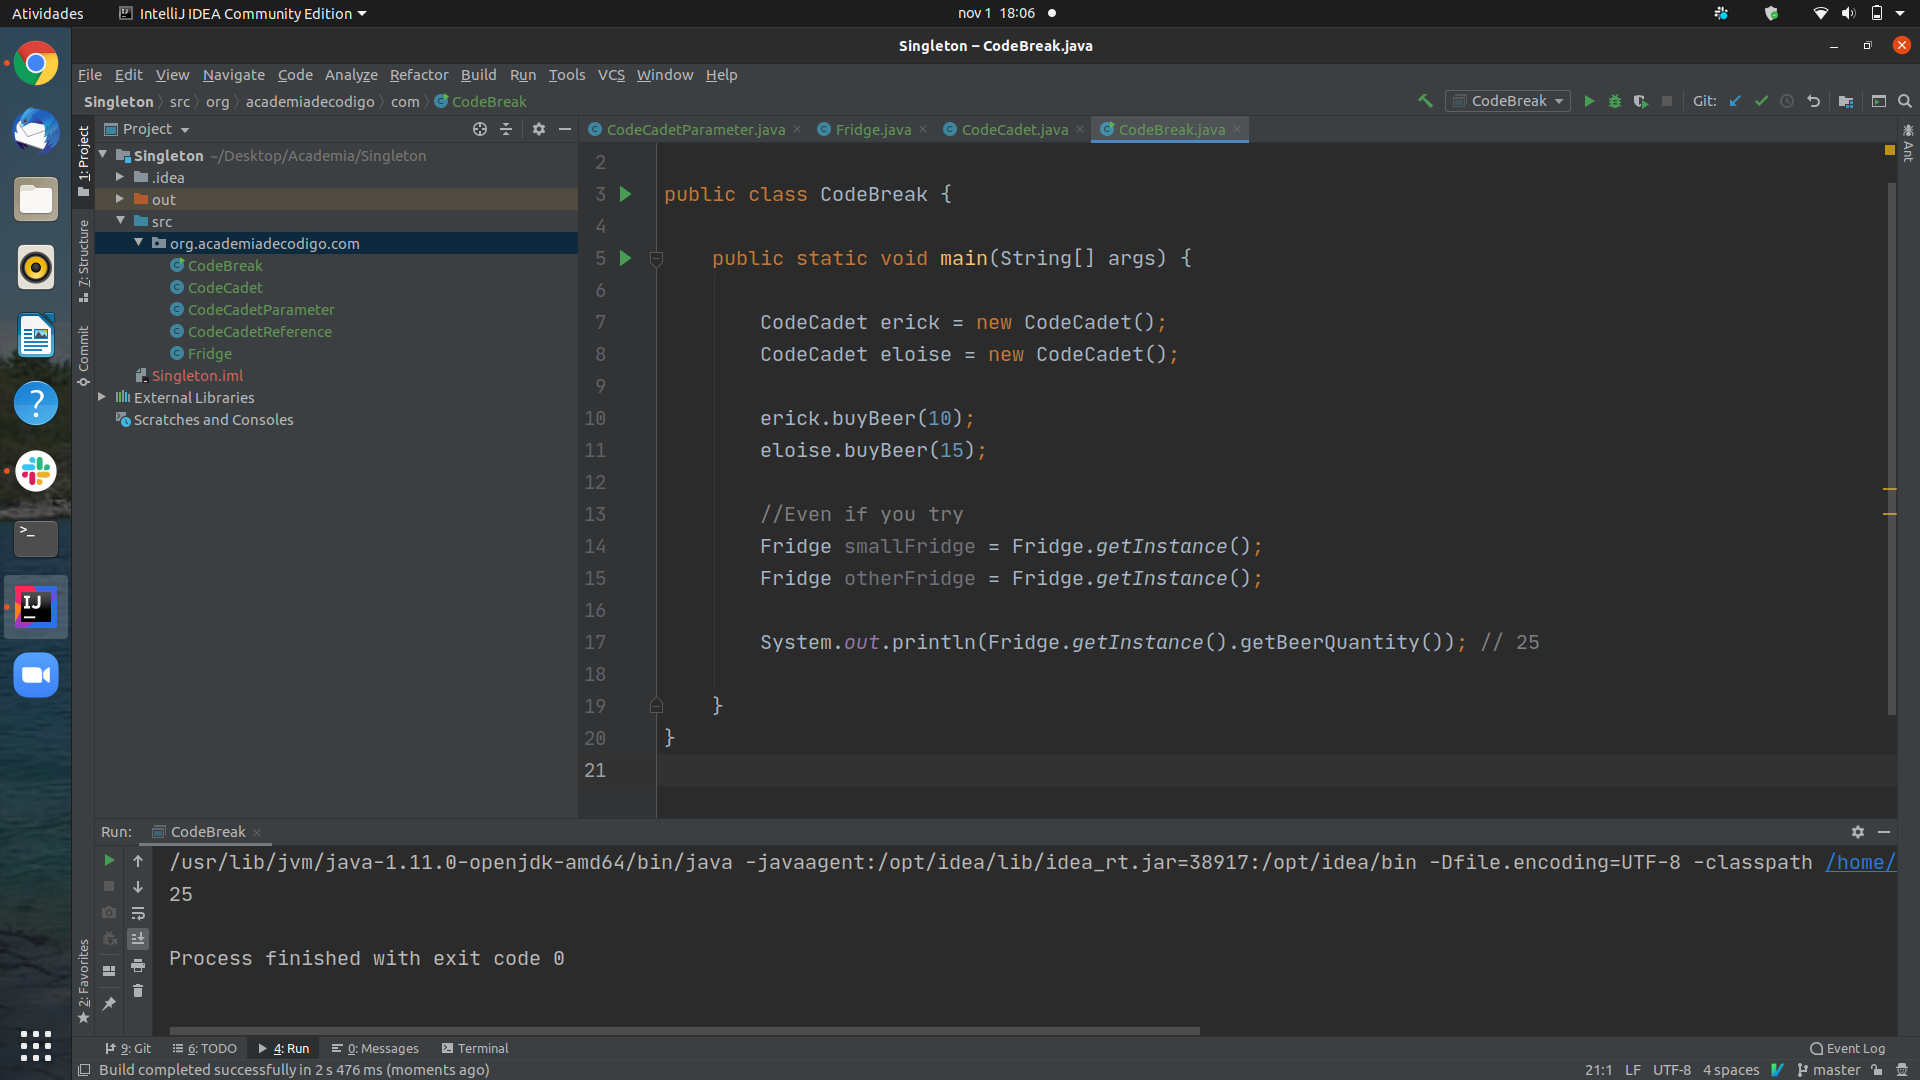 Atividades
IntelliJ IDEA Community Edition
nov 1 18:06
Singleton – CodeBreak.java
File Edit View Navigate Code Analyze Refactor Build Run Tools VCS Window Help
Singleton src org academiadecodigo com CodeBreak
CodeBreak
Git:
1: Project
7: Structure
Commit
2: Favorites
Project
Singleton ~/Desktop/Academia/Singleton
.idea
out
src
org.academiadecodigo.com
CodeBreak
CodeCadet
CodeCadetParameter
CodeCadetReference
Fridge
Singleton.iml
External Libraries
Scratches and Consoles
CodeCadetParameter.java Fridge.java CodeCadet.java CodeBreak.java
Ant
2
3 public class CodeBreak {
4
5 public static void main(String[] args) {
6
7 CodeCadet erick = new CodeCadet();
8 CodeCadet eloise = new CodeCadet();
9
10 erick.buyBeer(10);
11 eloise.buyBeer(15);
12
13 //Even if you try
14 Fridge smallFridge = Fridge.getInstance();
15 Fridge otherFridge = Fridge.getInstance();
16
17 System.out.println(Fridge.getInstance().getBeerQuantity()); // 25
18
19 }
20 }
21
Run: CodeBreak
/usr/lib/jvm/java-1.11.0-openjdk-amd64/bin/java -javaagent:/opt/idea/lib/idea_rt.jar=38917:/opt/idea/bin -Dfile.encoding=UTF-8 -classpath /home/
25
Process finished with exit code 0
9: Git 6: TODO 4: Run 0: Messages Terminal Event Log
Build completed successfully in 2 s 476 ms (moments ago) 21:1 LF UTF-8 4 spaces master